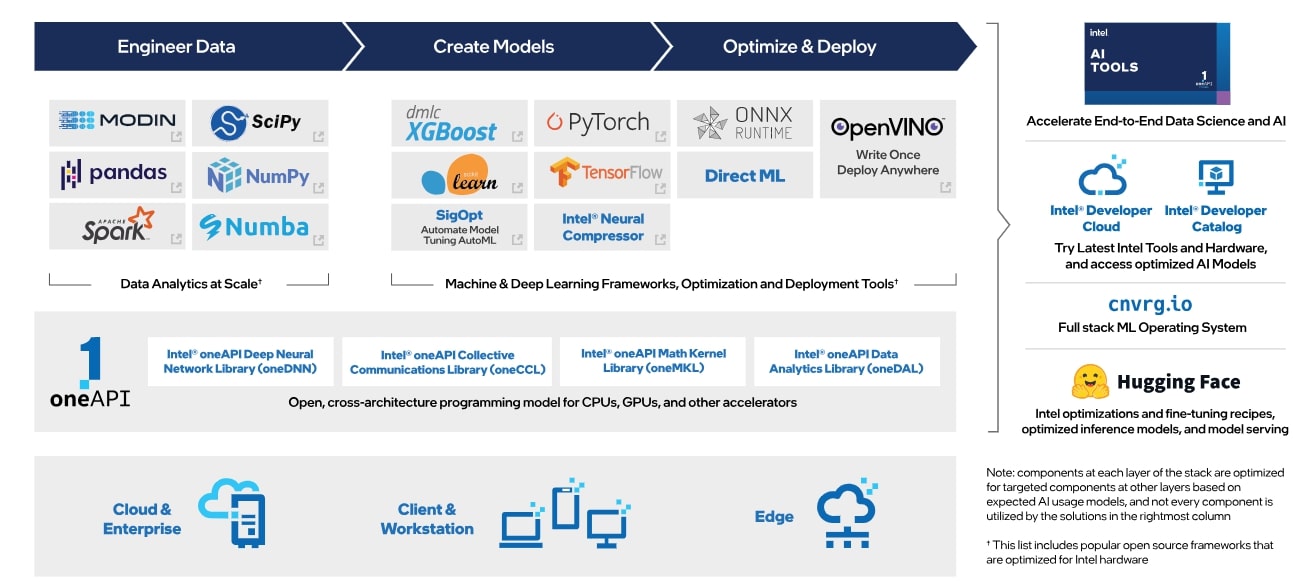 Engineer Data
Create Models
Optimize & Deploy
MODIN
SciPy
pandas
NumPy
APACHE
Spark™
Numba
Data Analytics at Scale†
dmlc
XGBoost
PyTorch
scikit
learn
TensorFlow
SigOpt
Automate Model
Tuning AutoML
Intel® Neural
Compressor
ONNX
RUNTIME
Direct ML
OpenVINO™
Write Once
Deploy Anywhere
Machine & Deep Learning Frameworks, Optimization and Deployment Tools†
1
oneAPI
Intel® oneAPI Deep Neural
Network Library (oneDNN)
Intel® oneAPI Collective
Communications Library (oneCCL)
Intel® oneAPI Math Kernel
Library (oneMKL)
Intel® oneAPI Data
Analytics Library (oneDAL)
Open, cross-architecture programming model for CPUs, GPUs, and other accelerators
Cloud &
Enterprise
Client &
Workstation
Edge
intel.
AI
TOOLS
1
oneAPI
Accelerate End-to-End Data Science and AI
Intel® Developer
Cloud
Intel® Developer
Catalog
Try Latest Intel Tools and Hardware,
and access optimized AI Models
cnvrg.io
Full stack ML Operating System
Hugging Face
Intel optimizations and fine-tuning recipes,
optimized inference models, and model serving
Note: components at each layer of the stack are optimized
for targeted components at other layers based on
expected AI usage models, and not every component is
utilized by the solutions in the rightmost column
† This list includes popular open source frameworks that
are optimized for Intel hardware